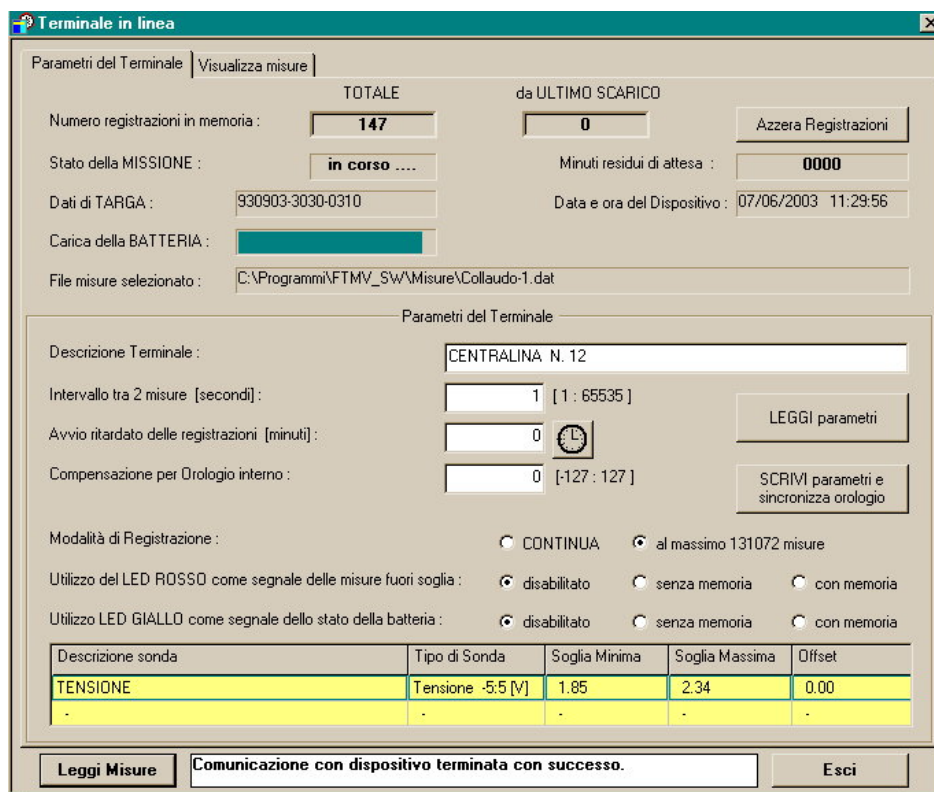 Terminale in linea
Parametri del Terminale Visualizza misure
TOTALE da ULTIMO SCARICO
Numero registrazioni in memoria : 147 0 Azzera Registrazioni
Stato della MISSIONE : in corso .... Minuti residui di attesa : 0000
Dati di TARGA : 930903-3030-0310 Data e ora del Dispositivo : 07/06/2003 11:29:56
Carica della BATTERIA :
File misure selezionato : C:\Programmi\FTMV_SW\Misure\Collaudo-1.dat
Parametri del Terminale
Descrizione Terminale : CENTRALINA N. 12
Intervallo tra 2 misure [secondi] : 1 [ 1 : 65535 ]
LEGGI parametri
Avvio ritardato delle registrazioni [minuti] : 0
Compensazione per Orologio interno : 0 [-127 : 127 ]
SCRIVI parametri e
sincronizza orologio
Modalità di Registrazione : CONTINUA al massimo 131072 misure
Utilizzo del LED ROSSO come segnale delle misure fuori soglia : disabilitato senza memoria con memoria
Utilizzo LED GIALLO come segnale dello stato della batteria : disabilitato senza memoria con memoria
Descrizione sonda Tipo di Sonda Soglia Minima Soglia Massima Offset
TENSIONE Tensione -5:5 [V] 1.85 2.34 0.00
- - - - -
Leggi Misure Comunicazione con dispositivo terminata con successo. Esci